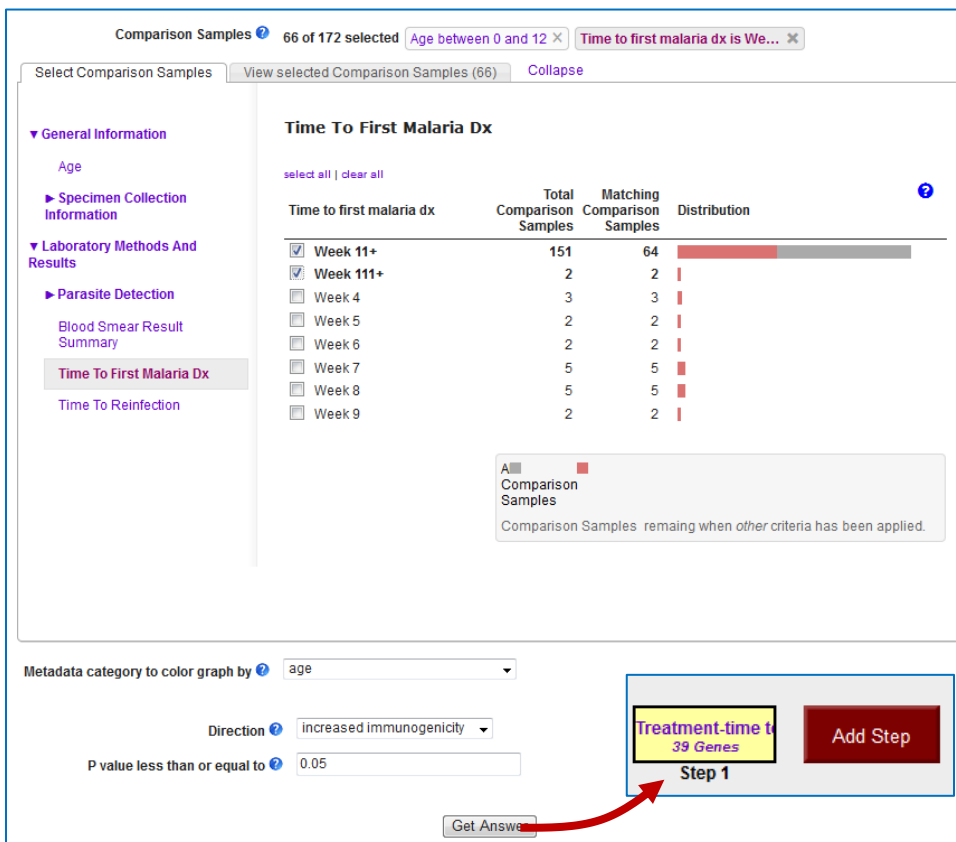 Comparison Samples ? 66 of 172 selected Age between 0 and 12 × Time to first malaria dx is We... ×
Select Comparison Samples View selected Comparison Samples (66) Collapse
▼ General Information
Age
► Specimen Collection
Information
▼ Laboratory Methods And
Results
► Parasite Detection
Blood Smear Result
Summary
Time To First Malaria Dx
Time To Reinfection
Time To First Malaria Dx
select all | clear all
?
Time to first malaria dx Total Comparison Samples Matching Comparison Samples Distribution
Week 11+ 151 64
Week 111+ 2 2
Week 4 3 3
Week 5 2 2
Week 6 2 2
Week 7 5 5
Week 8 5 5
Week 9 2 2
A
Comparison
Samples
Comparison Samples remaing when other criteria has been applied.
Metadata category to color graph by ? age
Direction ? increased immunogenicity
P value less than or equal to ? 0.05
Get Answer
Treatment-time to
39 Genes
Step 1
Add Step